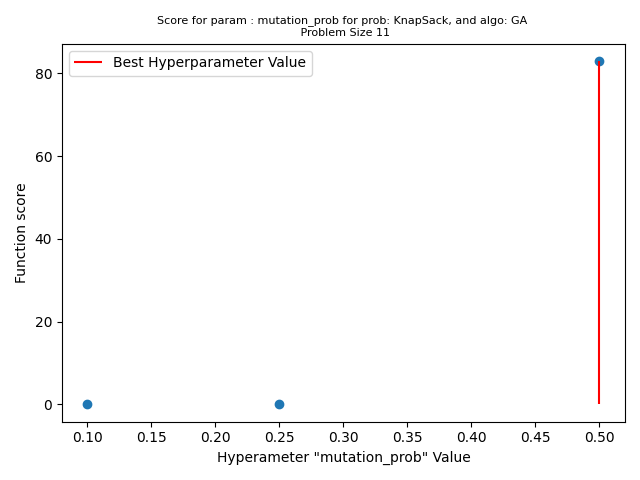 Score for param : mutation_prob for prob: KnapSack, and algo: GA
Problem Size 11
Best Hyperparameter Value
80
60
40
20
0
Function score
0.10 0.15 0.20 0.25 0.30 0.35 0.40 0.45 0.50
Hyperameter "mutation_prob" Value